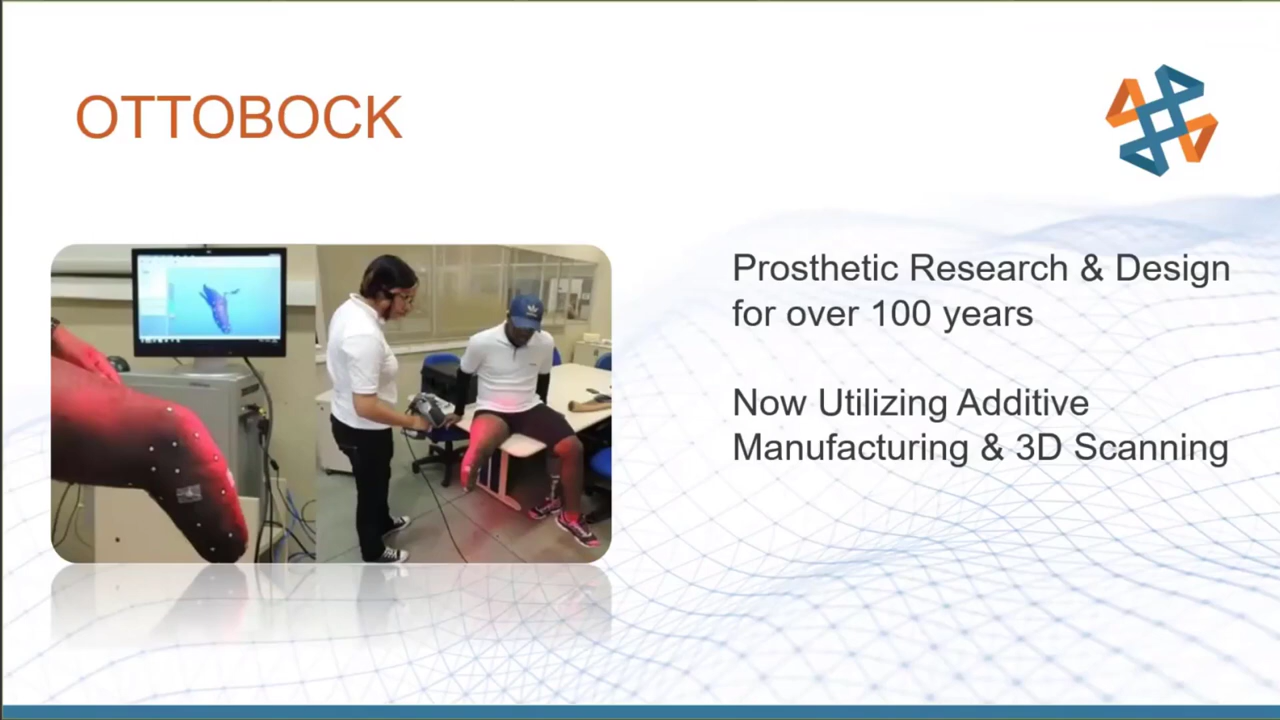 OTTOBOCK
Prosthetic Research & Design
for over 100 years
Now Utilizing Additive
Manufacturing & 3D Scanning